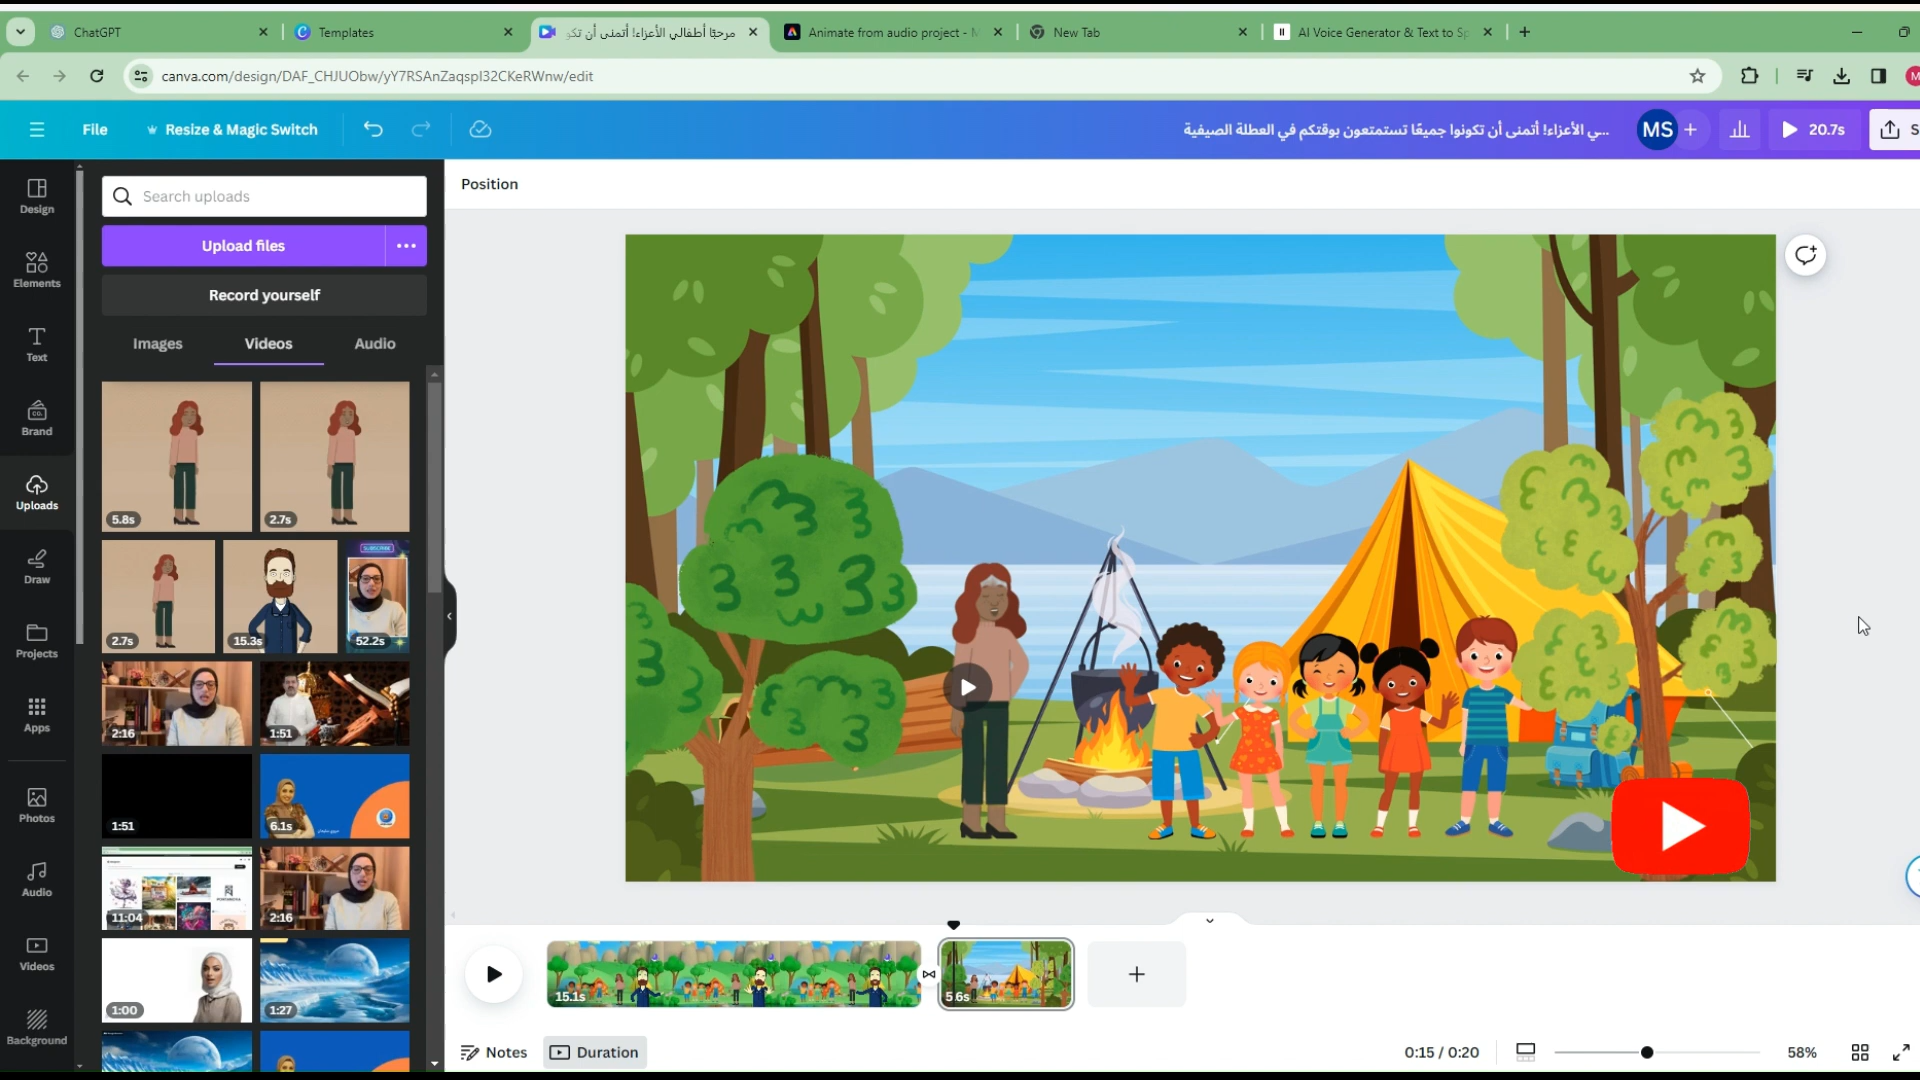 ChatGPT
Templates
مرحبًا أطفالي الأعزاء! أتمنى أن تكو
Animate from audio project -
New Tab
AI Voice Generator & Text to Sp
canva.com/design/DAF_CHJUObw/yY7RSAnZaqspI32CKeRWnw/edit
File
Resize & Magic Switch
...ي الأعزاء! أتمنى أن تكونوا جميعًا تستمتعون بوقتكم في العطلة الصيفية
MS
20.7s
Position
Search uploads
Upload files
Record yourself
Images
Videos
Audio
Design
Elements
Text
Brand
Uploads
Draw
Projects
Apps
Photos
Audio
Videos
Background
5.8s
2.7s
2.7s
15.3s
SUBSCRIBE
52.2s
2:16
1:51
1:51
6.1s
11:04
2:16
1:00
1:27
15.1s
5.6s
Notes
Duration
0:15 / 0:20
58%